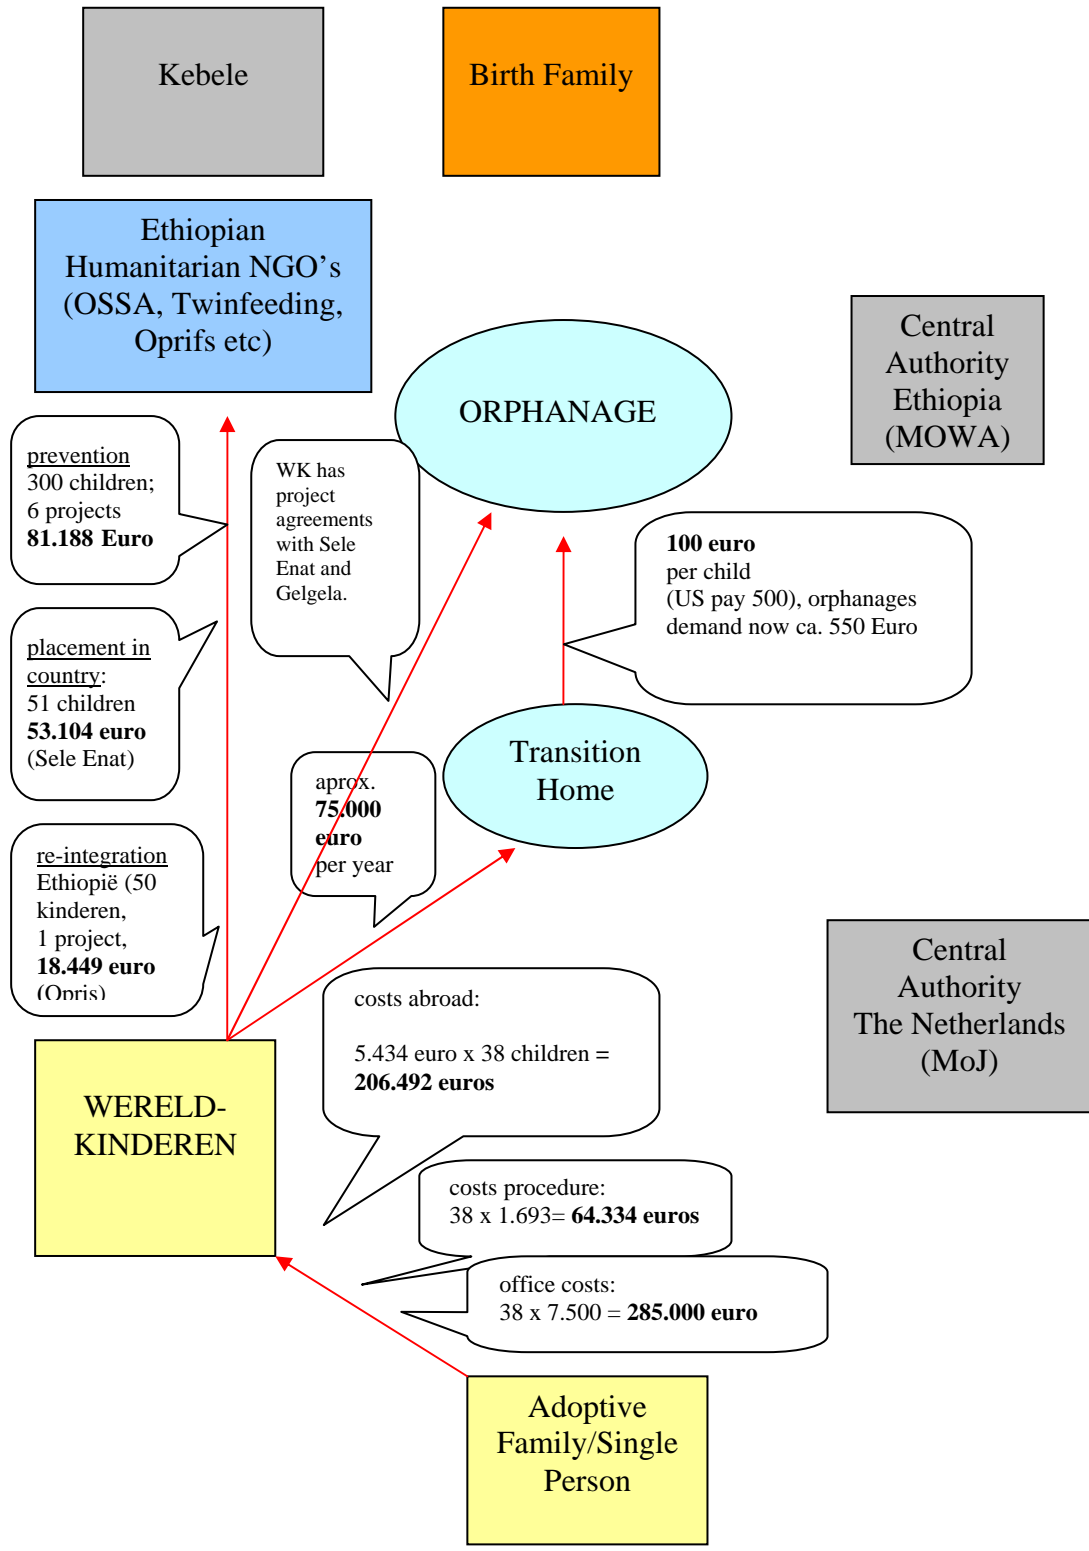 Kebele
Birth Family
Ethiopian
Humanitarian NGO's
(OSSA, Twinfeeding,
Oprifs etc)
Central
Authority
Ethiopia
(MOWA)
ORPHANAGE
prevention
300 children;
6 projects
81.188 Euro
WK has
project
agreements
with Sele
Enat and
Gelgela.
100 euro
per child
(US pay 500), orphanages
demand now ca. 550 Euro
placement in
country:
51 children
53.104 euro
(Sele Enat)
Transition
Home
aprox.
75.000
euro
per year
re-integration
Ethiopië (50
kinderen,
1 project,
18.449 euro
(Opris)
Central
Authority
The Netherlands
(MoJ)
costs abroad:
5.434 euro x 38 children =
206.492 euros
WERELD-
KINDEREN
costs procedure:
38 x 1.693= 64.334 euros
office costs:
38 x 7.500 = 285.000 euro
Adoptive
Family/Single
Person